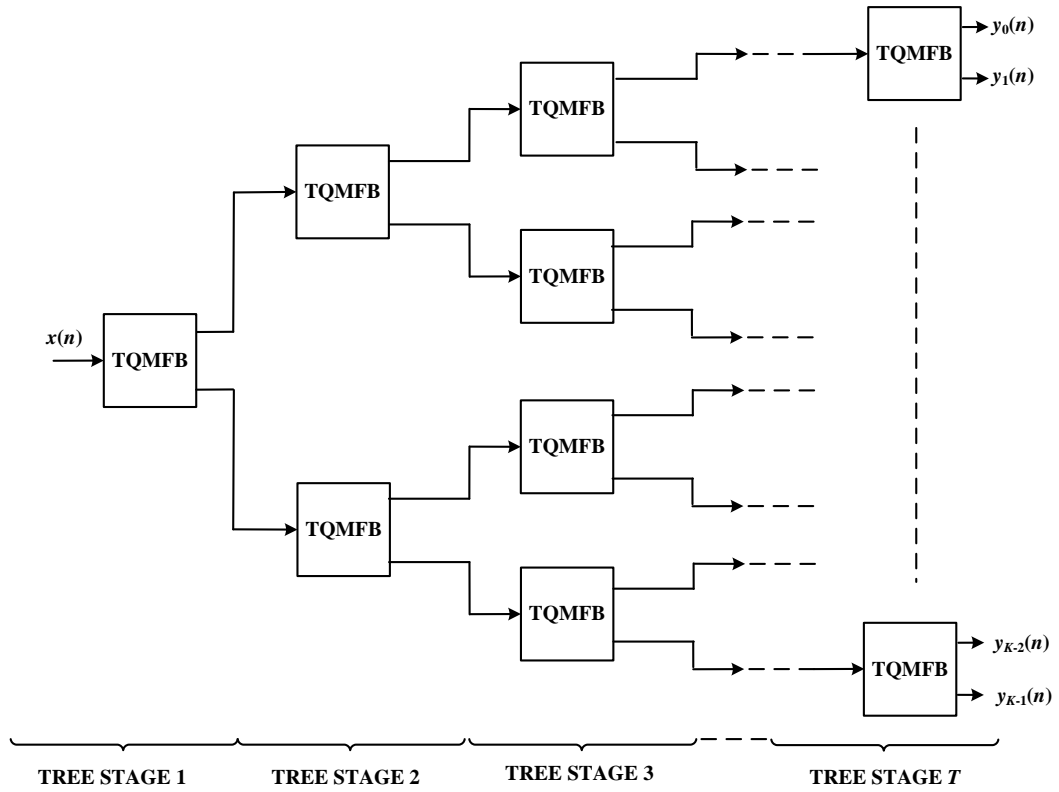 TQMFB
y0(n)
y1(n)
TQMFB
TQMFB
TQMFB
x(n)
TQMFB
TQMFB
TQMFB
TQMFB
TQMFB
yK-2(n)
yK-1(n)
TREE STAGE 1
TREE STAGE 2
TREE STAGE 3
TREE STAGE T